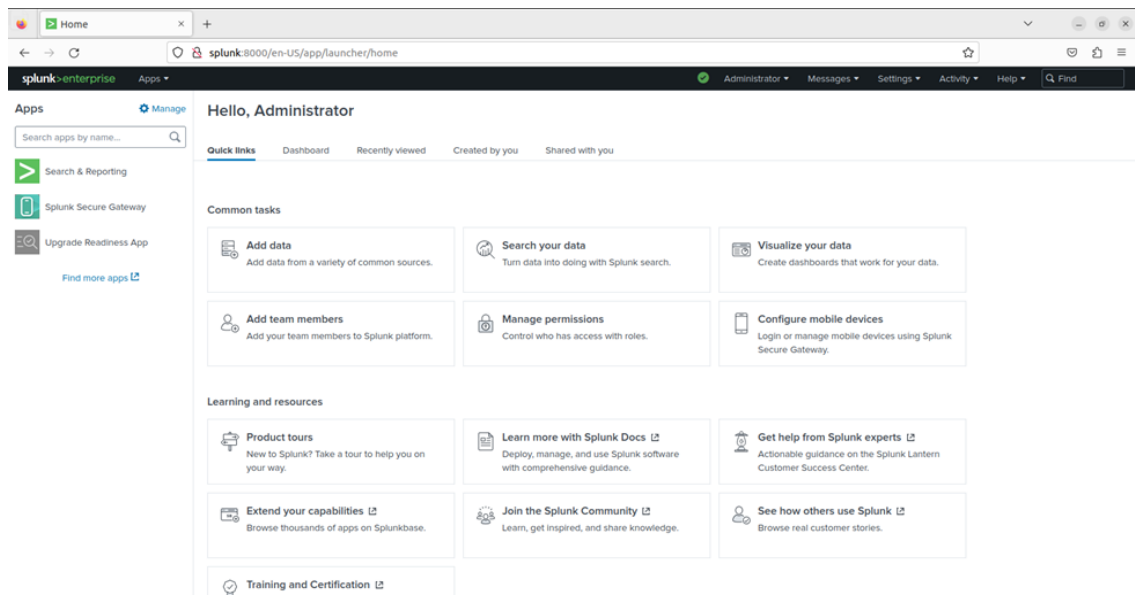 Home
splunk:8000/en-US/app/launcher/home
splunk>enterprise Apps Administrator Messages Settings Activity Help Find
Apps Manage
Search apps by name...
Search & Reporting
Splunk Secure Gateway
Upgrade Readiness App
Find more apps
Hello, Administrator
Quick links Dashboard Recently viewed Created by you Shared with you
Common tasks
Add data
Add data from a variety of common sources.
Search your data
Turn data into doing with Splunk search.
Visualize your data
Create dashboards that work for your data.
Add team members
Add your team members to Splunk platform.
Manage permissions
Control who has access with roles.
Configure mobile devices
Login or manage mobile devices using Splunk
Secure Gateway.
Learning and resources
Product tours
New to Splunk? Take a tour to help you on
your way.
Learn more with Splunk Docs
Deploy, manage, and use Splunk software
with comprehensive guidance.
Get help from Splunk experts
Actionable guidance on the Splunk Lantern
Customer Success Center.
Extend your capabilities
Browse thousands of apps on Splunkbase.
Join the Splunk Community
Learn, get inspired, and share knowledge.
See how others use Splunk
Browse real customer stories.
Training and Certification